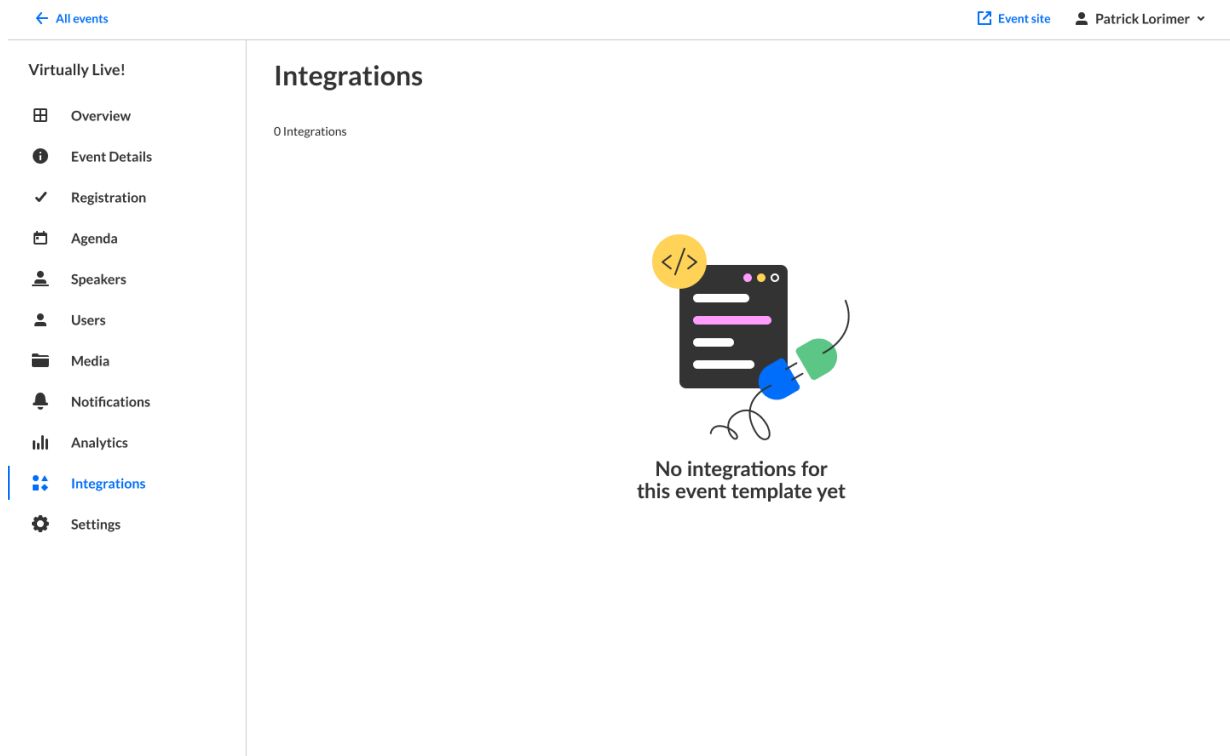 All events
Event site
Patrick Lorimer
Virtually Live!
Overview
Event Details
Registration
Agenda
Speakers
Users
Media
Notifications
Analytics
Integrations
Settings
Integrations
0 Integrations
</>
No integrations for
this event template yet